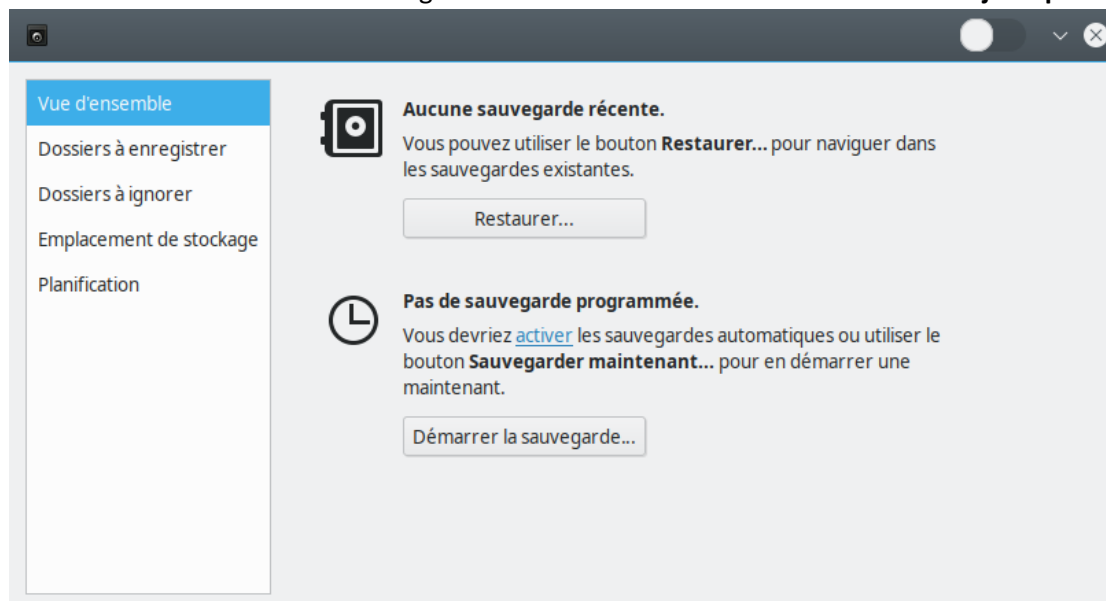 Vue d'ensemble
Dossiers à enregistrer
Dossiers à ignorer
Emplacement de stockage
Planification
Aucune sauvegarde récente.
Vous pouvez utiliser le bouton Restaurer... pour naviguer dans
les sauvegardes existantes.
Restaurer...
Pas de sauvegarde programmée.
Vous devriez activer les sauvegardes automatiques ou utiliser le
bouton Sauvegarder maintenant... pour en démarrer une
maintenant.
Démarrer la sauvegarde...